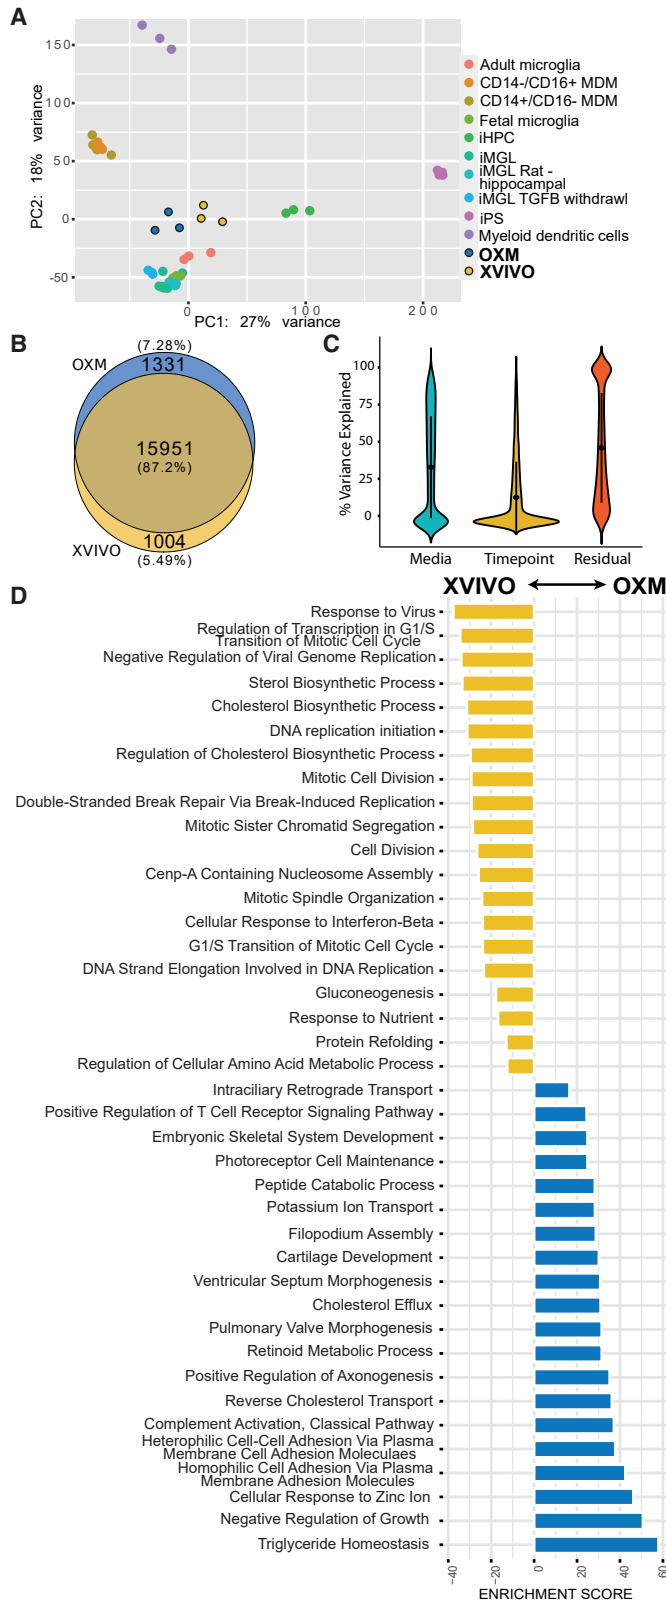 A
150
100
50
0
-50
PC2: 18% variance
0
100
200
PC1: 27% variance
Adult microglia
CD14-/CD16+ MDM
CD14+/CD16- MDM
Fetal microglia
iHPC
iMGL
iMGL Rat -
hippocampal
iMGL TGFB withdrawl
iPS
Myeloid dendritic cells
OXM
XVIVO
B
(7.28%)
OXM
1331
15951
(87.2%)
1004
XVIVO
(5.49%)
C
100
75
50
25
0
% Variance Explained
Media
Timepoint
Residual
XVIVO
OXM
D
Response to Virus
Regulation of Transcription in G1/S
Transition of Mitotic Cell Cycle
Negative Regulation of Viral Genome Replication
Sterol Biosynthetic Process
Cholesterol Biosynthetic Process
DNA replication initiation
Regulation of Cholesterol Biosynthetic Process
Mitotic Cell Division
Double-Stranded Break Repair Via Break-Induced Replication
Mitotic Sister Chromatid Segregation
Cell Division
Cenp-A Containing Nucleosome Assembly
Mitotic Spindle Organization
Cellular Response to Interferon-Beta
G1/S Transition of Mitotic Cell Cycle
DNA Strand Elongation Involved in DNA Replication
Gluconeogenesis
Response to Nutrient
Protein Refolding
Regulation of Cellular Amino Acid Metabolic Process
Intraciliary Retrograde Transport
Positive Regulation of T Cell Receptor Signaling Pathway
Embryonic Skeletal System Development
Photoreceptor Cell Maintenance
Peptide Catabolic Process
Potassium Ion Transport
Filopodium Assembly
Cartilage Development
Ventricular Septum Morphogenesis
Cholesterol Efflux
Pulmonary Valve Morphogenesis
Retinoid Metabolic Process
Positive Regulation of Axonogenesis
Reverse Cholesterol Transport
Complement Activation, Classical Pathway
Heterophilic Cell-Cell Adhesion Via Plasma
Membrane Cell Adhesion Moleculaes
Homophilic Cell Adhesion Via Plasma
Membrane Adhesion Molecules
Cellular Response to Zinc Ion
Negative Regulation of Growth
Triglyceride Homeostasis
−40
−20
0
20
40
60
ENRICHMENT SCORE